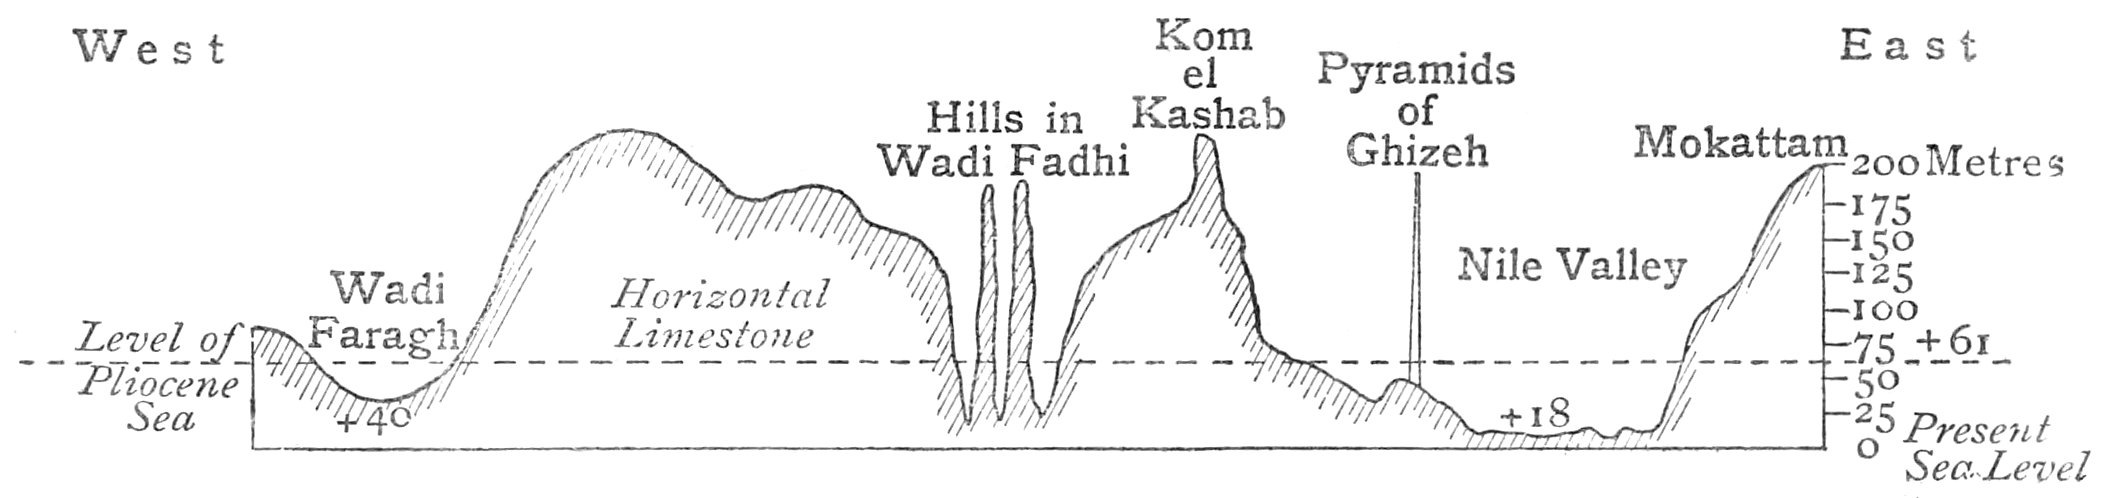 West
East
Kom
el
Kashab
Pyramids
of
Ghizeh
Hills in
Wadi Fadhi
Mokattam
200 Metres
175
150
125
100
75
+61
50
25
0
Nile Valley
Wadi
Faragh
Horizontal
Limestone
Level of
Pliocene
Sea
+40
+18
Present
Sea Level